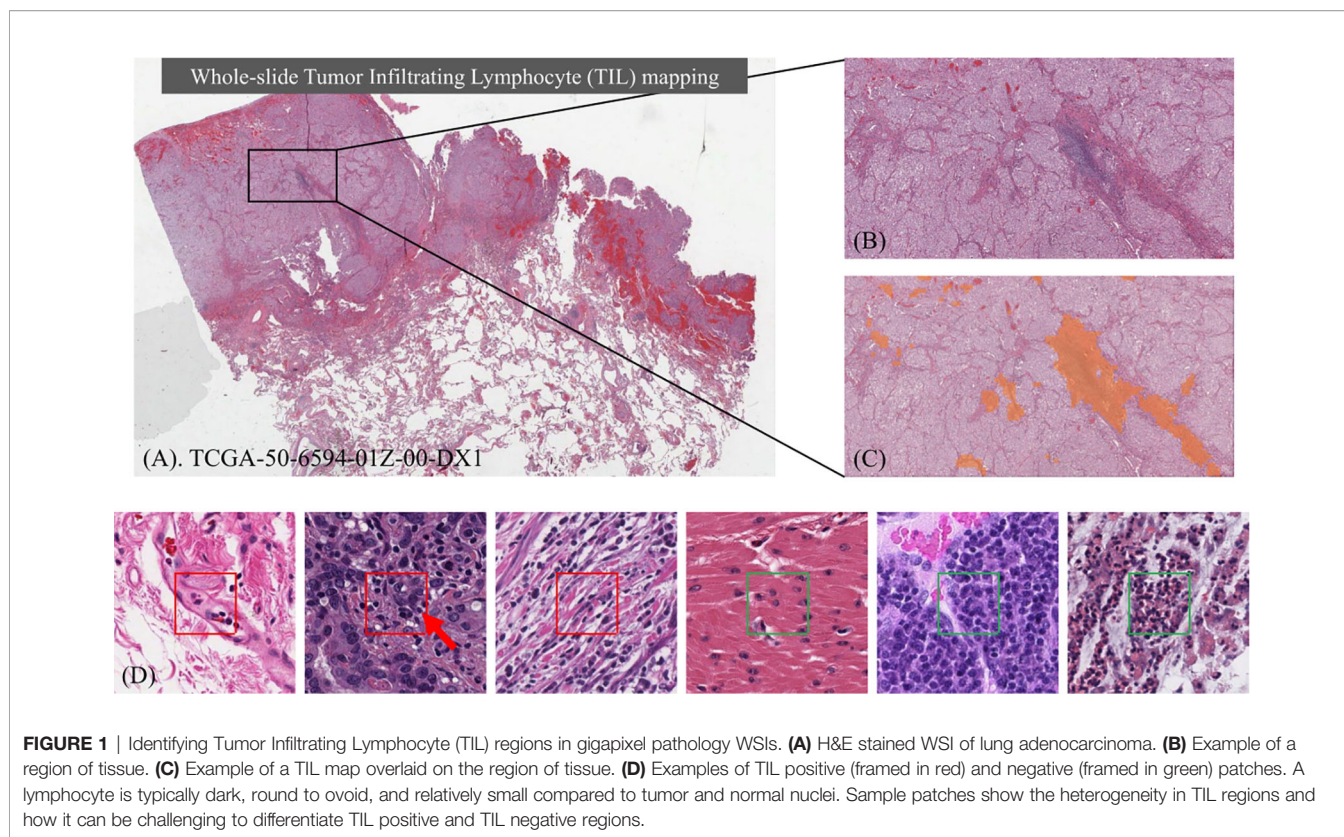 Whole-slide Tumor Infiltrating Lymphocyte (TIL) mapping
(A). TCGA-50-6594-01Z-00-DX1
(B)
(C)
(D)
FIGURE 1 | Identifying Tumor Infiltrating Lymphocyte (TIL) regions in gigapixel pathology WSIs. (A) H&E stained WSI of lung adenocarcinoma. (B) Example of a
region of tissue. (C) Example of a TIL map overlaid on the region of tissue. (D) Examples of TIL positive (framed in red) and negative (framed in green) patches. A
lymphocyte is typically dark, round to ovoid, and relatively small compared to tumor and normal nuclei. Sample patches show the heterogeneity in TIL regions and
how it can be challenging to differentiate TIL positive and TIL negative regions.